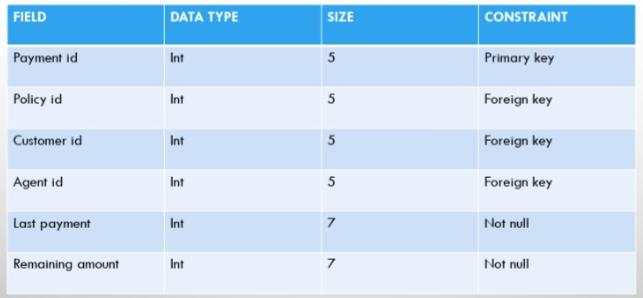 FIELD DATA TYPE SIZE CONSTRAINT
Payment id Int 5 Primary key
Policy id Int 5 Foreign key
Customer id Int 5 Foreign key
Agent id Int 5 Foreign key
Last payment Int 7 Not null
Remaining amount Int 7 Not null